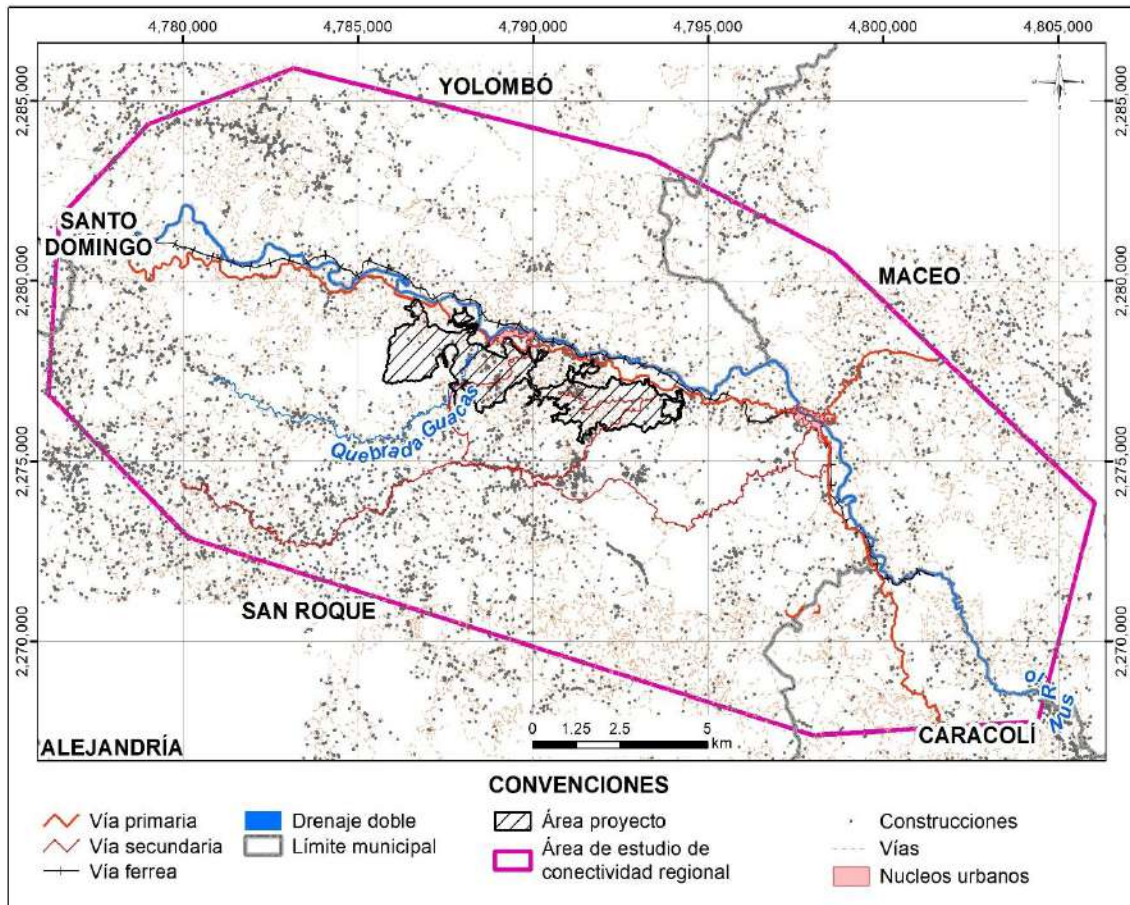 4,780,000 4,785,000 4,790,000 4,795,000 4,800,000 4,805,000
2,285,000
2,285,000
YOLOMBÓ
SANTO
DOMINGO
MACEO
2,280,000
2,280,000
Quebrada Guacas
2,275,000
2,275,000
SAN ROQUE
2,270,000
2,270,000
Río
Nus
0 1.25 2.5 5
km
CARACOLÍ
ALEJANDRÍA
CONVENCIONES
Vía primaria
Vía secundaria
Vía ferrea
Drenaje doble
Límite municipal
Área proyecto
Área de estudio de
conectividad regional
Construcciones
Vías
Nucleos urbanos